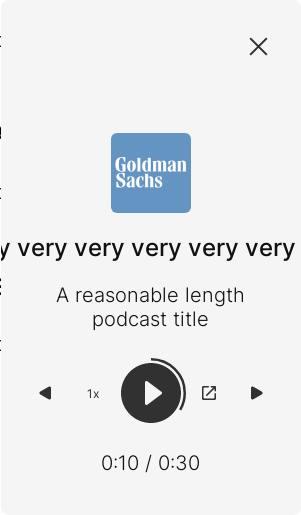 Goldman
Sachs
very very very very very
A reasonable length
podcast title
1x
0:10 / 0:30